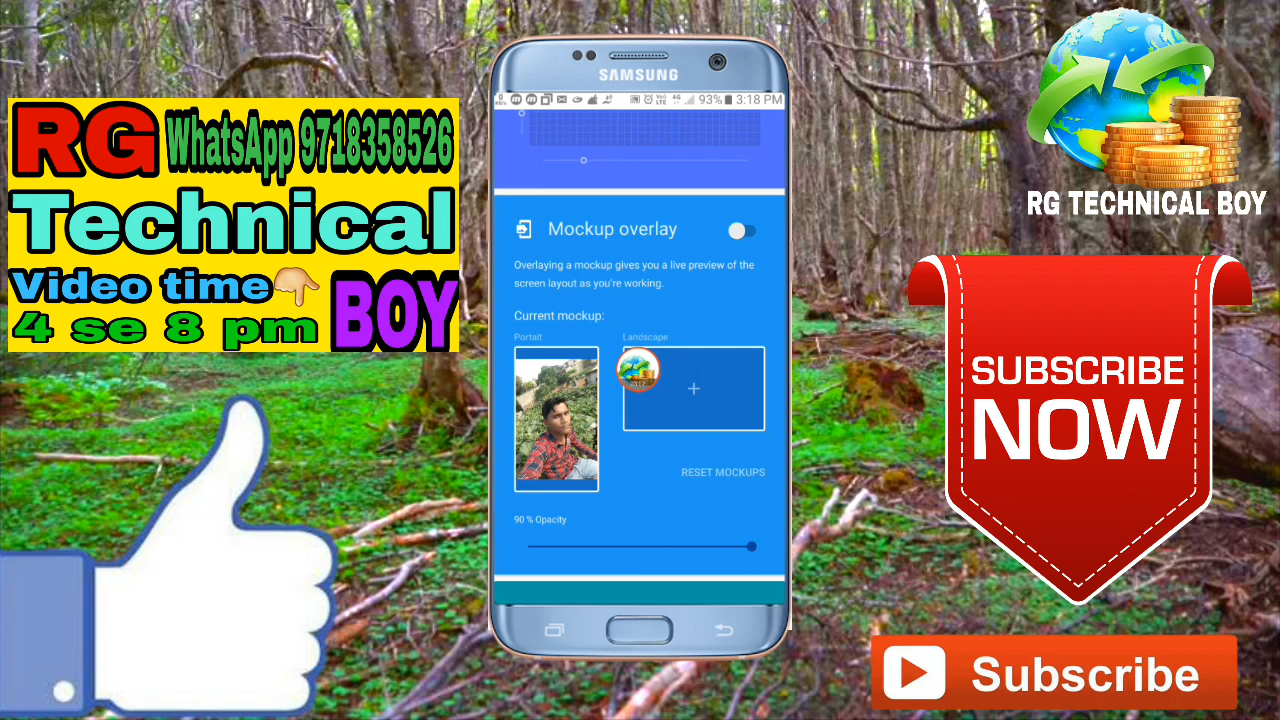 RG WhatsApp 9718358526
Technical
Video time👇🏻
4 se 8 pm BOY
SAMSUNG
93% 3:18 PM
Mockup overlay
Overlaying a mockup gives you a live preview of the
screen layout as you're working.
Current mockup:
Portait
Landscape
03:02
RESET MOCKUPS
90 % Opacity
RG TECHNICAL BOY
SUBSCRIBE
NOW
Subscribe